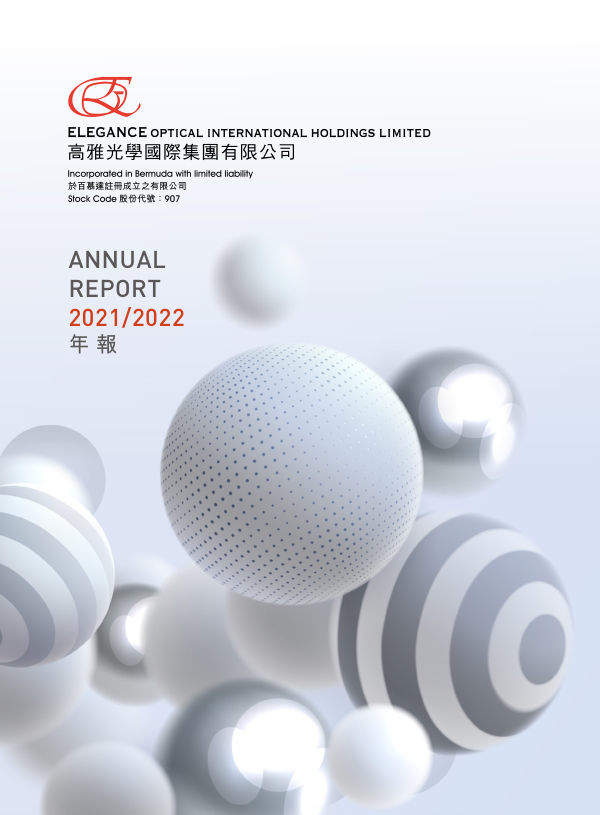 ELEGANCE OPTICAL INTERNATIONAL HOLDINGS LIMITED
高雅光學國際集團有限公司
Incorporated in Bermuda with limited liability
於百慕達註冊成立之有限公司
Stock Code 股份代號：907
ANNUAL
REPORT
2021/2022
年報